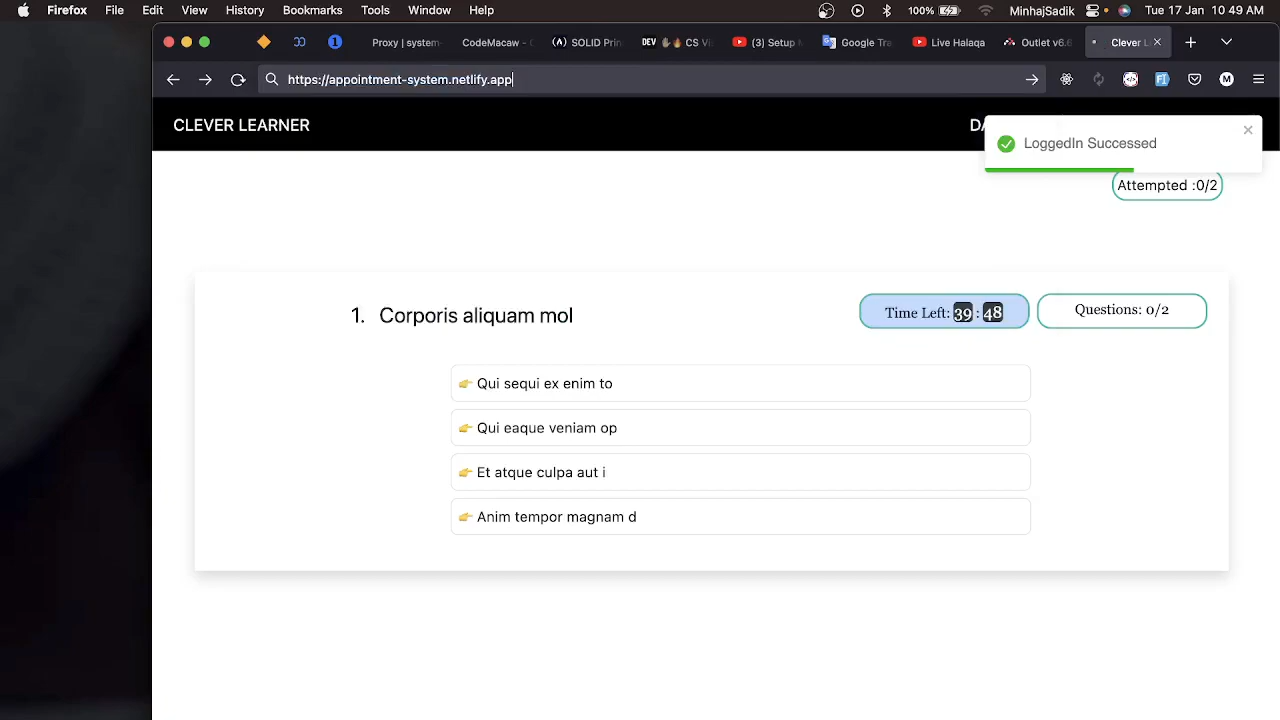 Firefox File Edit View History Bookmarks Tools Window Help 100% MinhajSadik Tue 17 Jan 10:49 AM
1 Proxy | system- CodeMacaw - (A) SOLID Prin DEV CS Vi (3) Setup Google Tra Live Halaqa Outlet v6.6 Clever L
https://appointment-system.netlify.app
CLEVER LEARNER
LoggedIn Successed
Attempted :0/2
1. Corporis aliquam mol
Time Left: 39 : 48
Questions: 0/2
👉 Qui sequi ex enim to
👉 Qui eaque veniam op
👉 Et atque culpa aut i
👉 Anim tempor magnam d